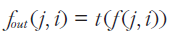 f_out (j, i) = t(f(j, i))